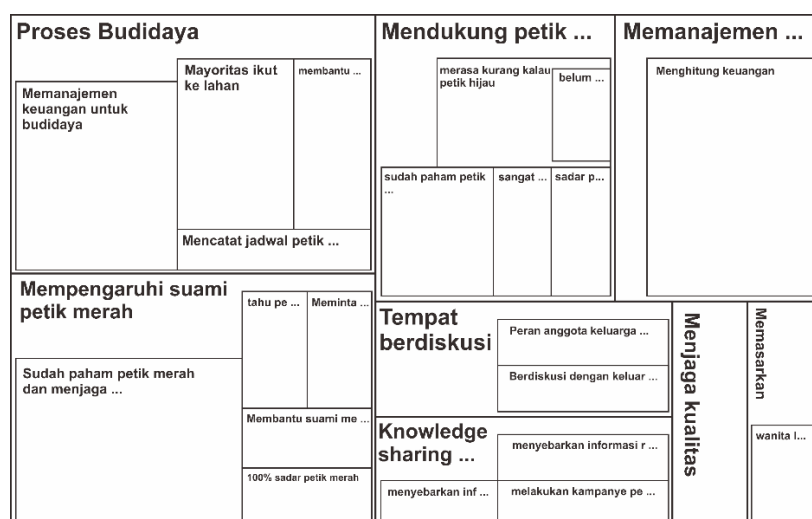 Proses Budidaya
Memanajemen
keuangan untuk
budidaya
Mayoritas ikut
ke lahan
membantu ...
Mencatat jadwal petik ...
Mendukung petik ...
merasa kurang kalau
petik hijau
belum ...
sudah paham petik
...
sangat ...
sadar p...
Memanajemen ...
Menghitung keuangan
Mempengaruhi suami
petik merah
tahu pe ...
Meminta ...
Sudah paham petik merah
dan menjaga ...
Membantu suami me ...
100% sadar petik merah
Tempat
berdiskusi
Peran anggota keluarga ...
Berdiskusi dengan keluar ...
Knowledge
sharing ...
menyebarkan informasi r ...
menyebarkan inf ...
melakukan kampanye pe ...
Menjaga kualitas
Memasarkan
wanita l...